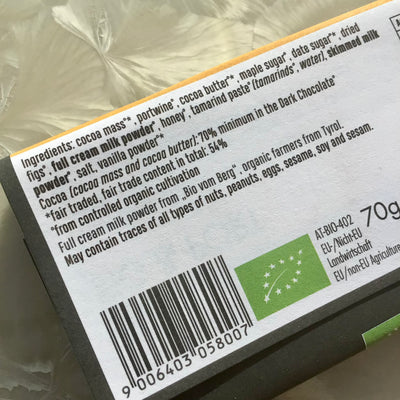 Ingredients: cocoa mass*°, portwine°, cocoa butter*°, maple sugar°, date sugar*°, dried
figs°, full cream milk powder°, honey°, tamarind paste°(tamarinds°, water), skimmed milk
powder°, salt, vanilla powder*°
Cocoa (cocoa mass and cocoa butter): 70% minimum in the Dark Chocolate°
*fair traded, fair trade content in total: 54%
°from controlled organic cultivation
Full cream milk powder from „Bio vom Berg“, organic farmers from Tyrol
May contain traces of all types of nuts, peanuts, eggs, sesame, soy and sesam.
70g
AT-BIO-402
EU-/Nicht-EU
Landwirtschaft
EU/non-EU Agriculture
9 006403 058007